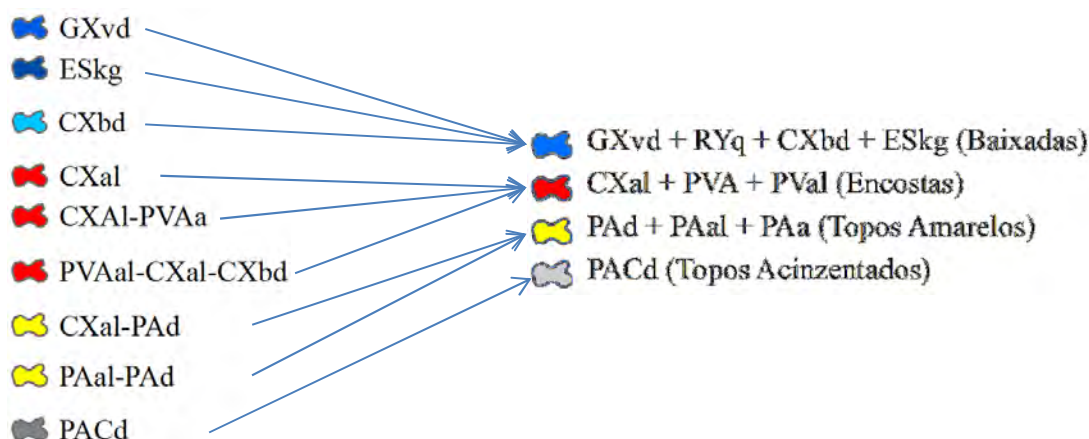 GXvd
ESkg
CXbd
CXal
CXAl-PVAa
PVAal-CXal-CXbd
CXal-PAd
PAal-PAd
PACd
GXvd + RYq + CXbd + ESkg (Baixadas)
CXal + PVA + PVal (Encostas)
PAd + PAal + PAa (Topos Amarelos)
PACd (Topos Acinzentados)